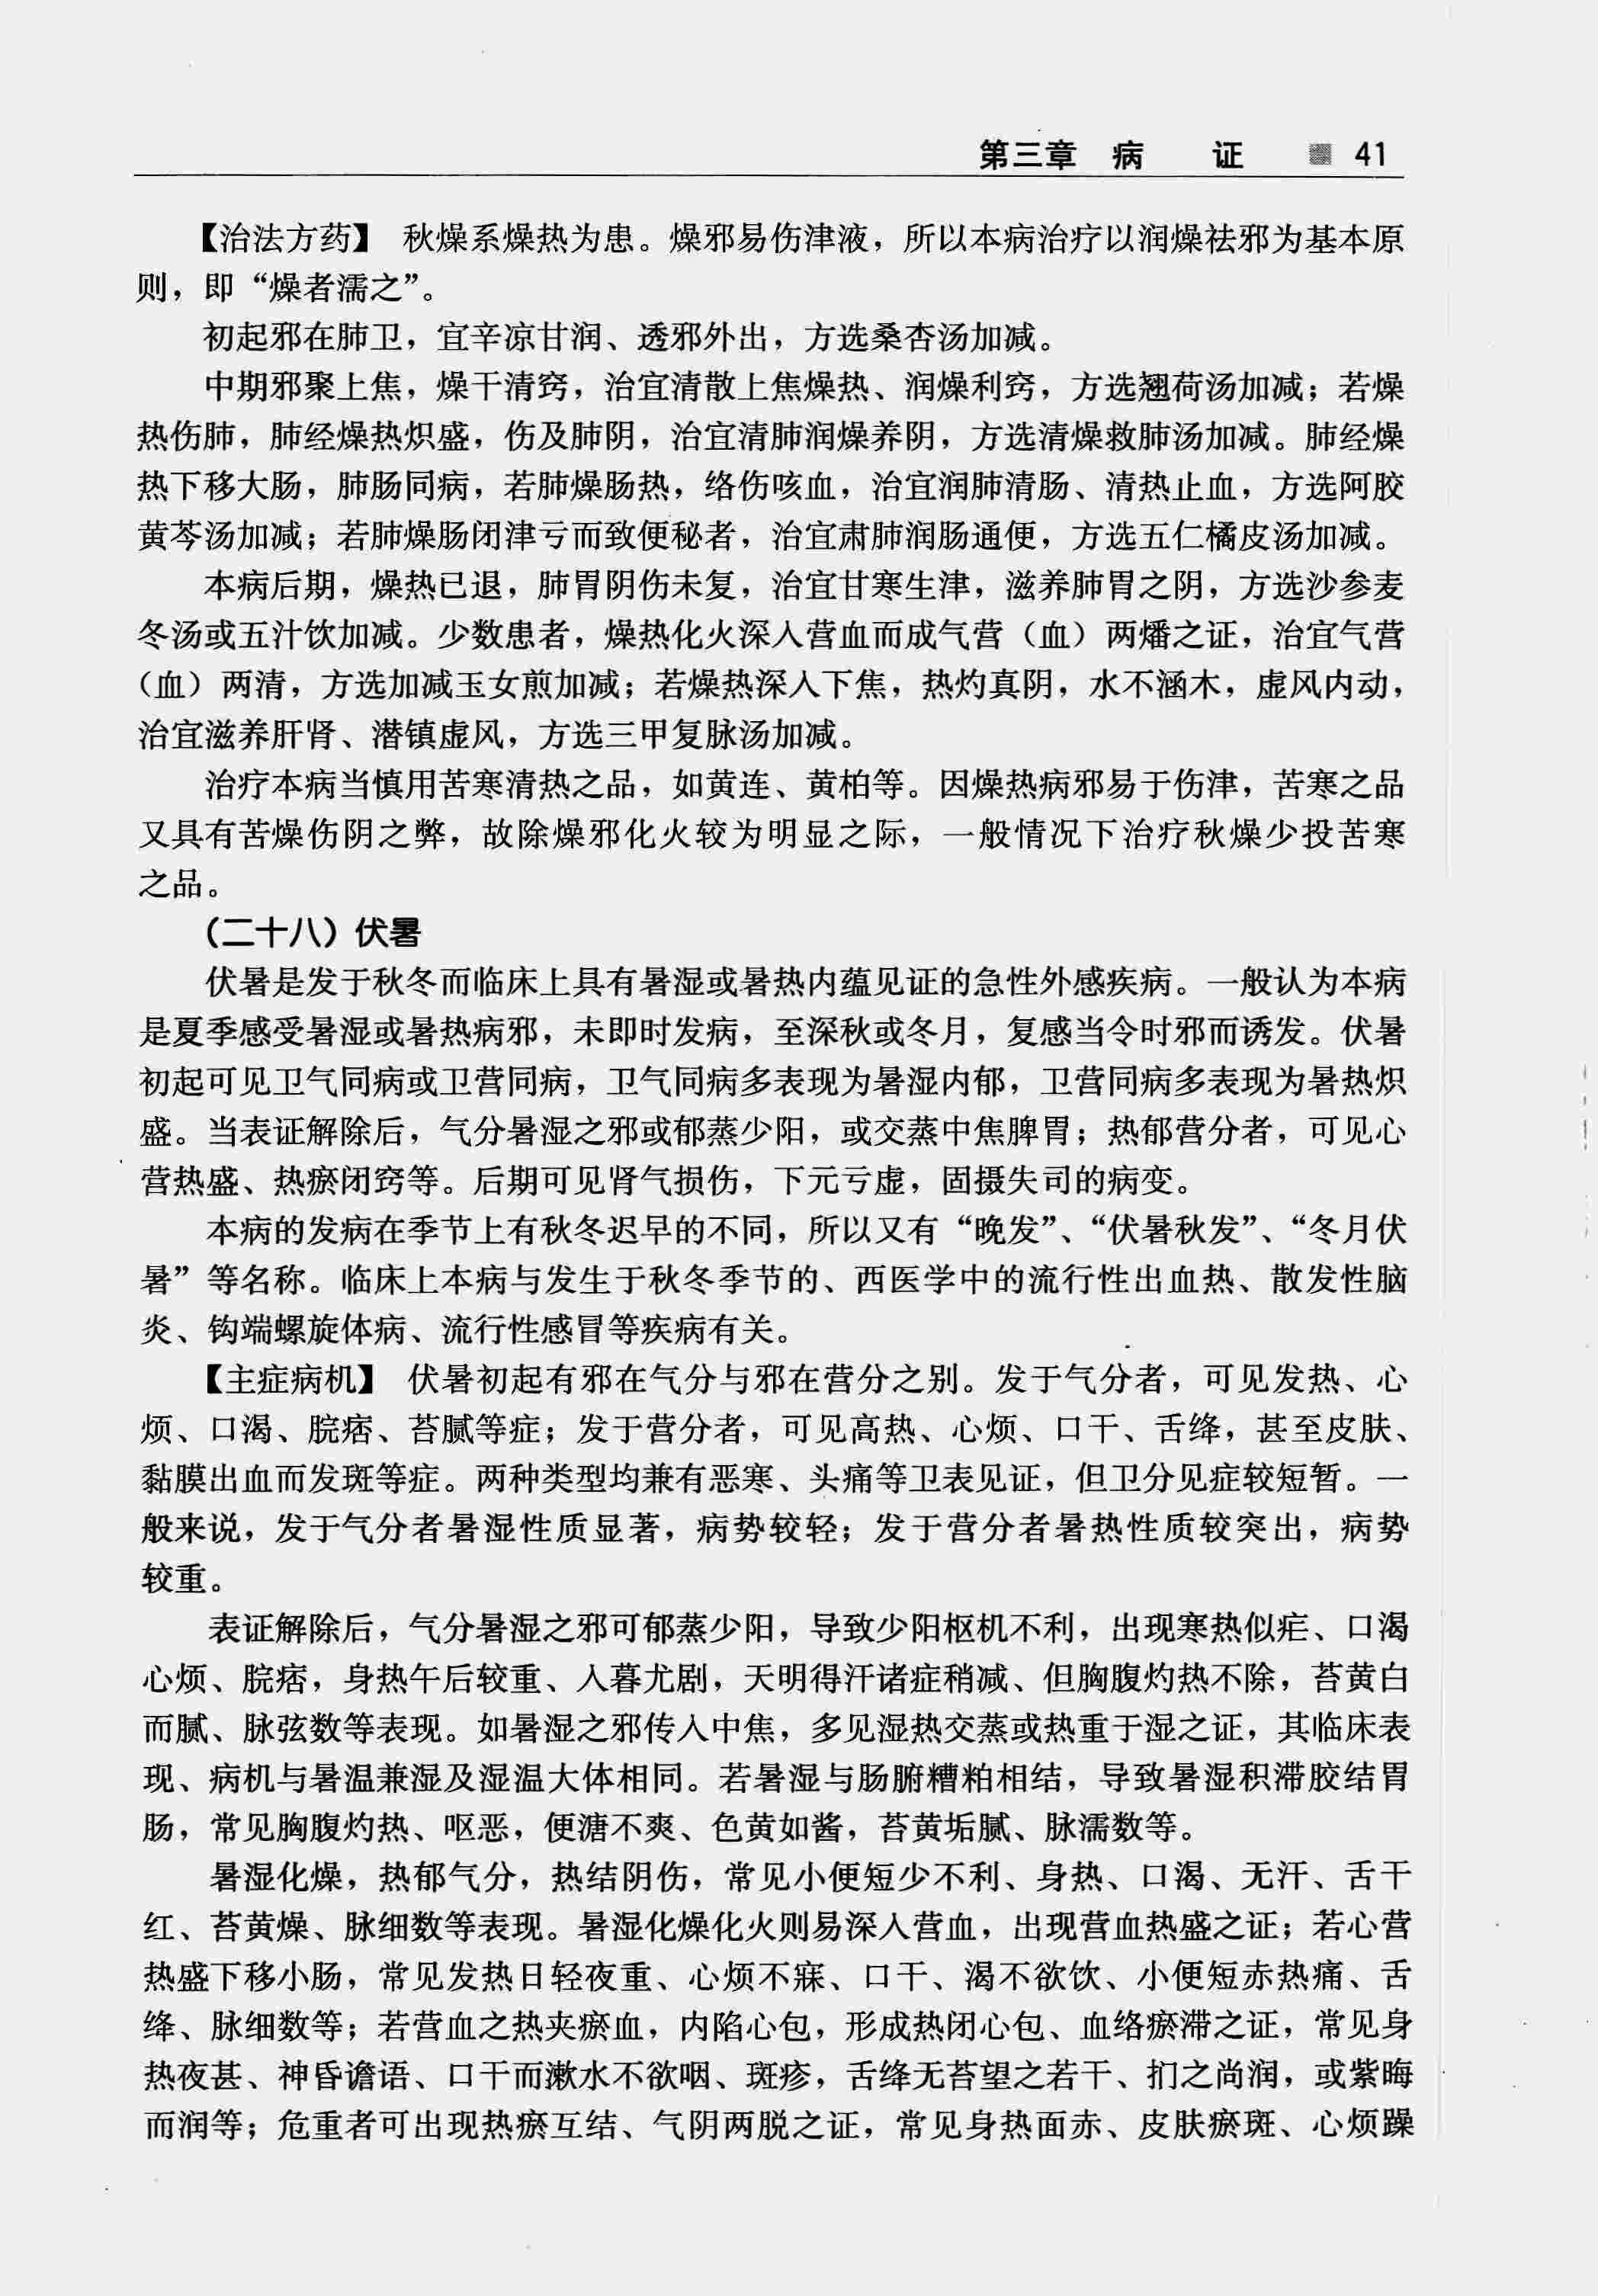 第三章 病 证 41
【治法方药】 秋燥系燥热为患。燥邪易伤津液，所以本病治疗以润燥祛邪为基本原
则，即“燥者濡之”。
初起邪在肺卫，宜辛凉甘润、透邪外出，方选桑杏汤加减。
中期邪聚上焦，燥干清窍，治宜清散上焦燥热、润燥利窍，方选翘荷汤加减；若燥
热伤肺，肺经燥热炽盛，伤及肺阴，治宜清肺润燥养阴，方选清燥救肺汤加减。肺经燥
热下移大肠，肺肠同病，若肺燥肠热，络伤咳血，治宜润肺清肠、清热止血，方选阿胶
黄芩汤加减；若肺燥肠闭津亏而致便秘者，治宜肃肺润肠通便，方选五仁橘皮汤加减。
本病后期，燥热已退，肺胃阴伤未复，治宜甘寒生津，滋养肺胃之阴，方选沙参麦
冬汤或五汁饮加减。少数患者，燥热化火深入营血而成气营（血）两燔之证，治宜气营
（血）两清，方选加减玉女煎加减；若燥热深入下焦，热灼真阴，水不涵木，虚风内动，
治宜滋养肝肾、潜镇虚风，方选三甲复脉汤加减。
治疗本病当慎用苦寒清热之品，如黄连、黄柏等。因燥热病邪易于伤津，苦寒之品
又具有苦燥伤阴之弊，故除燥邪化火较为明显之际，一般情况下治疗秋燥少投苦寒
之品。
（二十八）伏暑
伏暑是发于秋冬而临床上具有暑湿或暑热内蕴见证的急性外感疾病。一般认为本病
是夏季感受暑湿或暑热病邪，未即时发病，至深秋或冬月，复感当令时邪而诱发。伏暑
初起可见卫气同病或卫营同病，卫气同病多表现为暑湿内郁，卫营同病多表现为暑热炽
盛。当表证解除后，气分暑湿之邪或郁蒸少阳，或交蒸中焦脾胃；热郁营分者，可见心
营热盛、热瘀闭窍等。后期可见肾气损伤，下元亏虚，固摄失司的病变。
本病的发病在季节上有秋冬迟早的不同，所以又有“晚发”、“伏暑秋发”、“冬月伏
暑”等名称。临床上本病与发生于秋冬季节的、西医学中的流行性出血热、散发性脑
炎、钩端螺旋体病、流行性感冒等疾病有关。
【主症病机】 伏暑初起有邪在气分与邪在营分之别。发于气分者，可见发热、心
烦、口渴、脘痞、苔腻等症；发于营分者，可见高热、心烦、口干、舌绛，甚至皮肤、
黏膜出血而发斑等症。两种类型均兼有恶寒、头痛等卫表见证，但卫分见症较短暂。一
般来说，发于气分者暑湿性质显著，病势较轻；发于营分者暑热性质较突出，病势
较重。
表证解除后，气分暑湿之邪可郁蒸少阳，导致少阳枢机不利，出现寒热似疟、口渴
心烦、脘痞，身热午后较重、入暮尤剧，天明得汗诸症稍减、但胸腹灼热不除，苔黄白
而腻、脉弦数等表现。如暑湿之邪传入中焦，多见湿热交蒸或热重于湿之证，其临床表
现、病机与暑温兼湿及湿温大体相同。若暑湿与肠腑糟粕相结，导致暑湿积滞胶结胃
肠，常见胸腹灼热、呕恶，便溏不爽、色黄如酱，苔黄垢腻、脉濡数等。
暑湿化燥，热郁气分，热结阴伤，常见小便短少不利、身热、口渴、无汗、舌干
红、苔黄燥、脉细数等表现。暑湿化燥化火则易深入营血，出现营血热盛之证；若心营
热盛下移小肠，常见发热日轻夜重、心烦不寐、口干、渴不欲饮、小便短赤热痛、舌
绛、脉细数等；若营血之热夹瘀血，内陷心包，形成热闭心包、血络瘀滞之证，常见身
热夜甚、神昏谵语、口干而漱水不欲咽、斑疹，舌绛无苔望之若干、扪之尚润，或紫晦
而润等；危重者可出现热瘀互结、气阴两脱之证，常见身热面赤、皮肤瘀斑、心烦躁